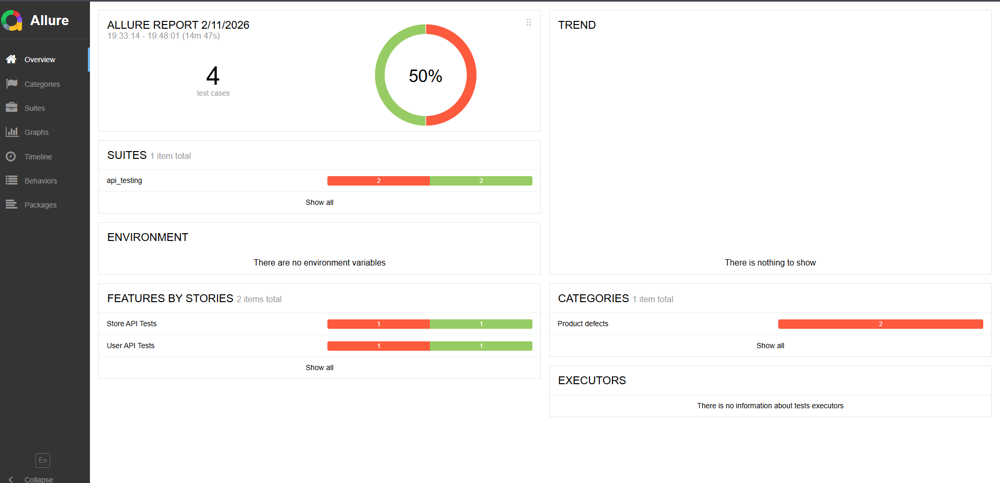 Allure
Overview
Categories
Suites
Graphs
Timeline
Behaviors
Packages
En
Collapse
ALLURE REPORT 2/11/2026
19:33:14 - 19:48:01 (14m 47s)
4
test cases
50%
SUITES 1 item total
api_testing 2 2
Show all
ENVIRONMENT
There are no environment variables
FEATURES BY STORIES 2 items total
Store API Tests 1 1
User API Tests 1 1
Show all
TREND
There is nothing to show
CATEGORIES 1 item total
Product defects 2
Show all
EXECUTORS
There is no information about tests executors